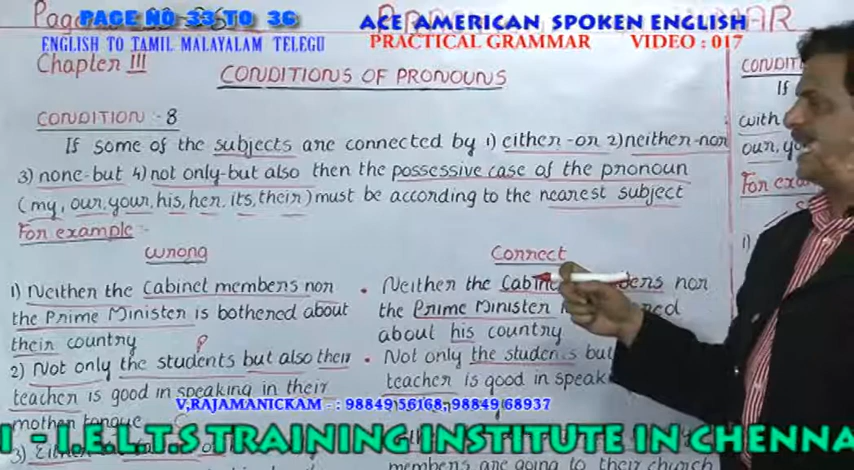 PAGE NO 33 TO 36
ACE AMERICAN SPOKEN ENGLISH
ENGLISH TO TAMIL MALAYALAM TELEGU
PRACTICAL GRAMMAR VIDEO : 017
Chapter III
CONDITIONS OF PRONOUNS
CONDITION :- 8
If some of the subjects are connected by 1) either-or 2) neither-nor
3) none-but 4) not only-but also then the possessive case of the pronoun
(my, our, your, his, her, its, their) must be according to the nearest subject
For example:-
Wrong
1) Neither the Cabinet members nor
the Prime Minister is bothered about
their country
2) Not only the students but also their
teacher is good in speaking in their
mother tongue
3) Either
Correct
Neither the nor
the Prime Minister
about his country
Not only the students but
teacher is good in
members are going to their church
If
with
our,
1)
V,RAJAMANICKAM : 98849 56168,98849 68937
- I.E.L.T.S TRAINING INSTITUTE IN CHENNA